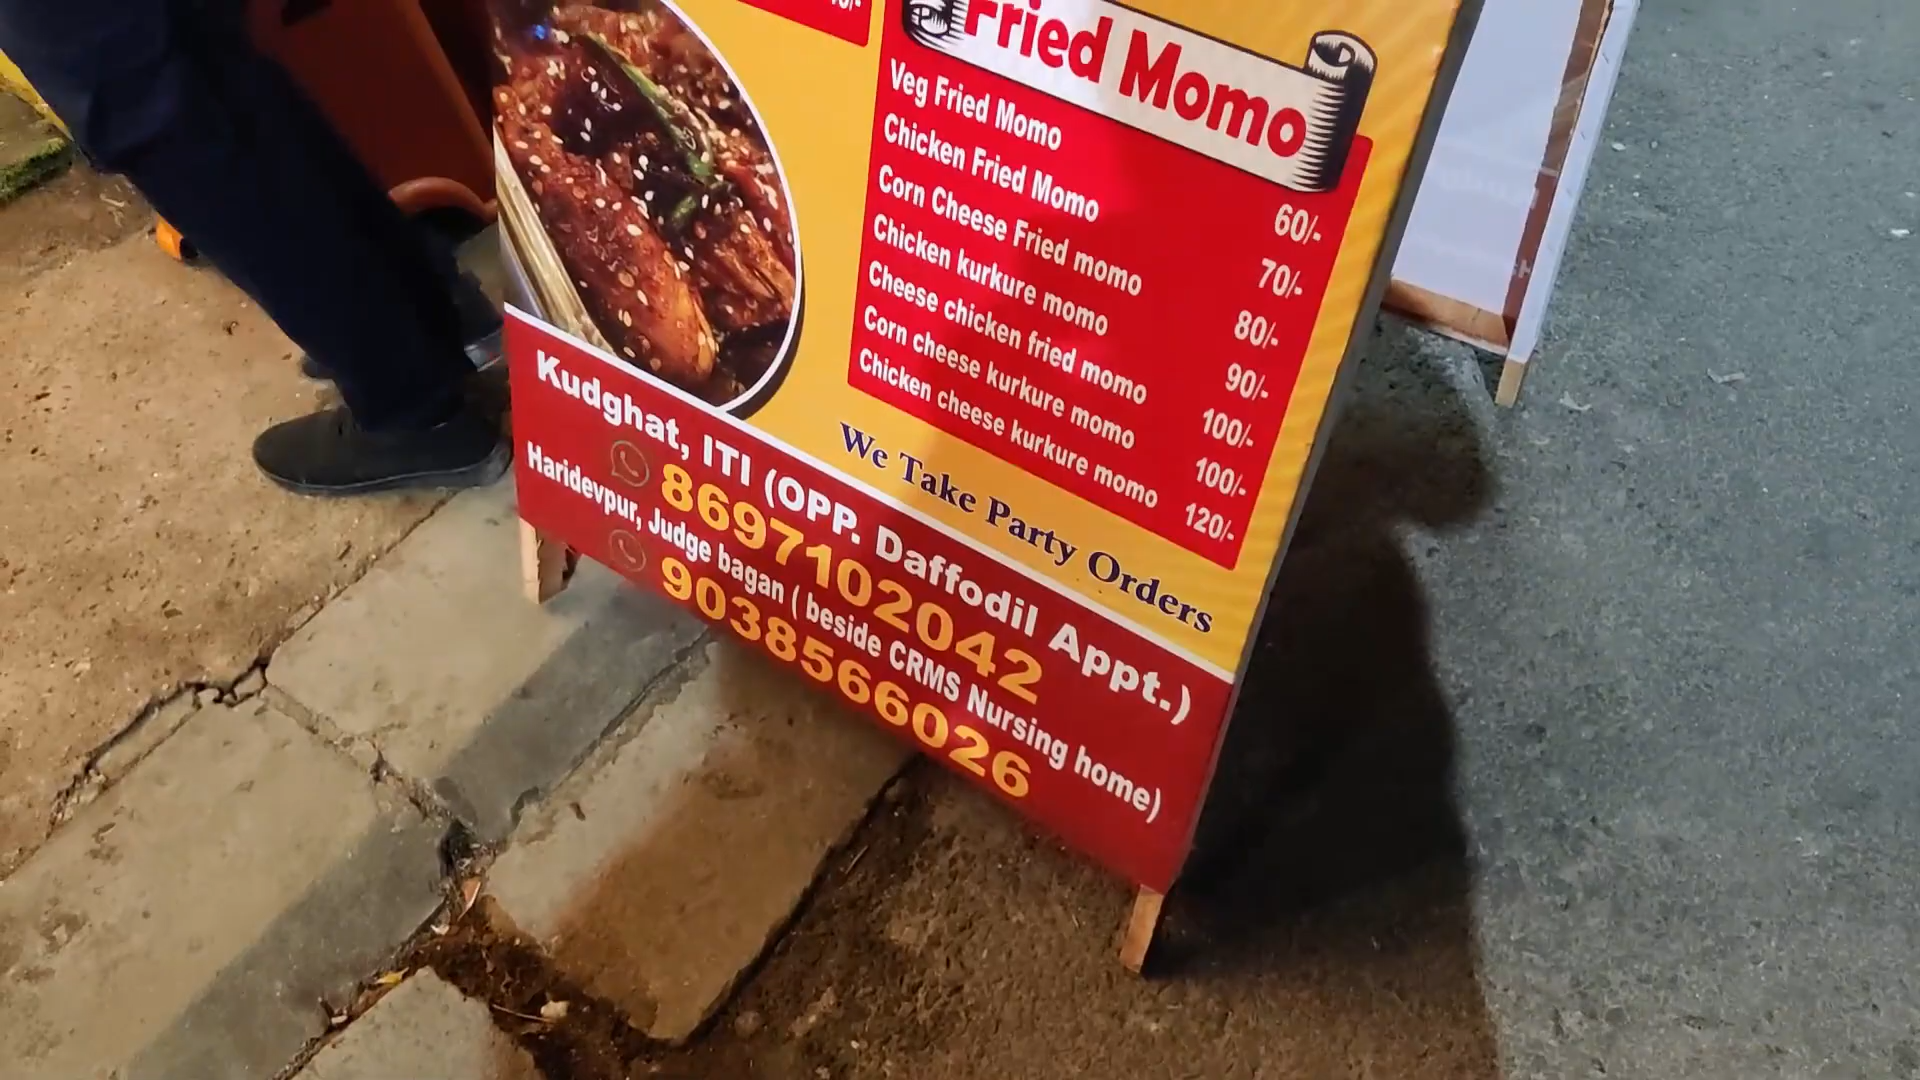 Fried Momo
Veg Fried Momo 60/-
Chicken Fried Momo 70/-
Corn Cheese Fried momo 80/-
Chicken kurkure momo 90/-
Cheese chicken fried momo 100/-
Corn cheese kurkure momo 100/-
Chicken cheese kurkure momo 120/-
We Take Party Orders
Kudghat, ITI (OPP. Daffodil Appt.)
8697102042
Haridevpur, Judge bagan ( beside CRMS Nursing home)
9038566026